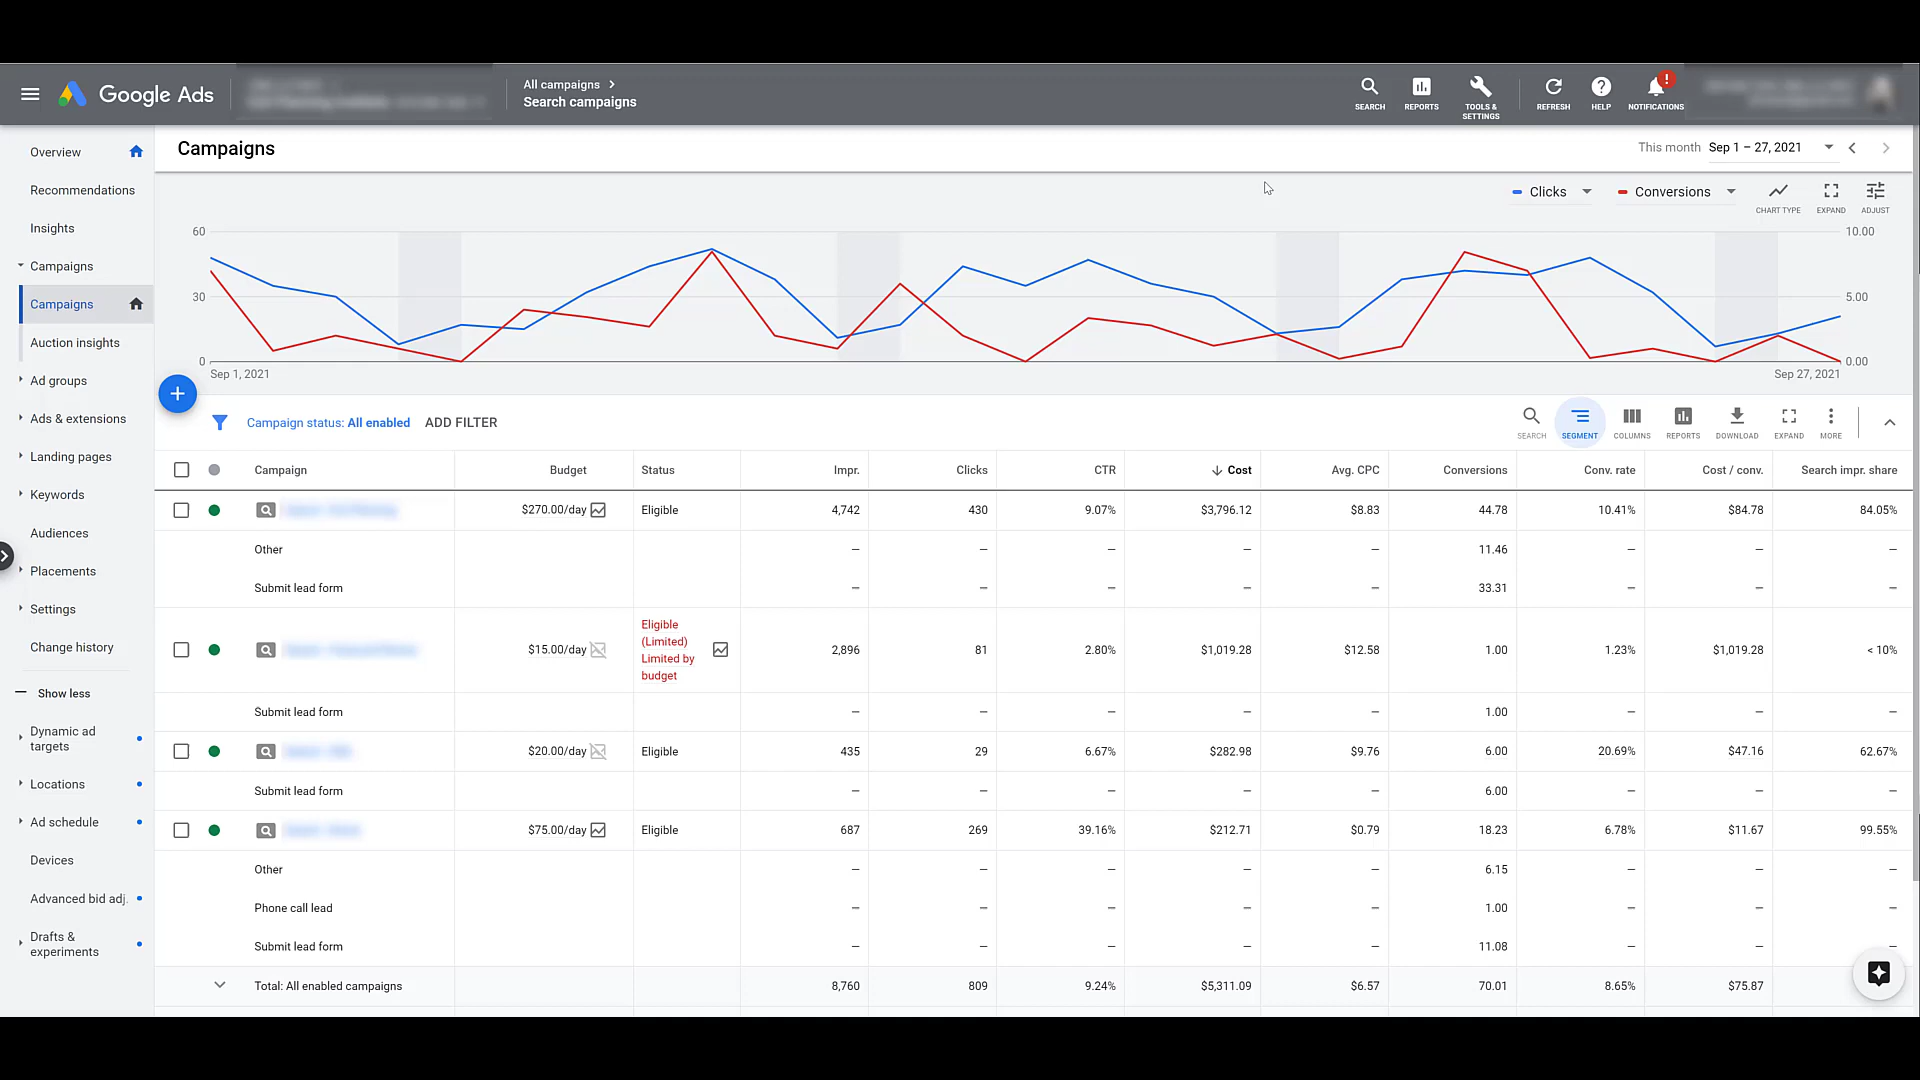 Google Ads
All campaigns
Search campaigns
SEARCH
REPORTS
TOOLS &
SETTINGS
REFRESH
HELP
!
NOTIFICATIONS
Overview
Recommendations
Insights
Campaigns
Campaigns
Auction insights
Ad groups
Ads & extensions
Landing pages
Keywords
Audiences
Placements
Settings
Change history
Show less
Dynamic ad
targets
Locations
Ad schedule
Devices
Advanced bid adj.
Drafts &
experiments
Campaigns
This month Sep 1 – 27, 2021
Clicks
Conversions
CHART TYPE
EXPAND
ADJUST
60 10.00
30 5.00
0 0.00
Sep 1, 2021 Sep 27, 2021
Campaign status: All enabled ADD FILTER
SEARCH
SEGMENT
COLUMNS
REPORTS
DOWNLOAD
EXPAND
MORE
Campaign Budget Status Impr. Clicks CTR Cost Avg. CPC Conversions Conv. rate Cost / conv. Search impr. share
$270.00/day Eligible 4,742 430 9.07% $3,796.12 $8.83 44.78 10.41% $84.78 84.05%
Other – – – – – 11.46 – – –
Submit lead form – – – – – 33.31 – – –
$15.00/day Eligible
(Limited)
Limited by
budget
2,896 81 2.80% $1,019.28 $12.58 1.00 1.23% $1,019.28 < 10%
Submit lead form – – – – – 1.00 – – –
$20.00/day Eligible 435 29 6.67% $282.98 $9.76 6.00 20.69% $47.16 62.67%
Submit lead form – – – – – 6.00 – – –
$75.00/day Eligible 687 269 39.16% $212.71 $0.79 18.23 6.78% $11.67 99.55%
Other – – – – – 6.15 – – –
Phone call lead – – – – – 1.00 – – –
Submit lead form – – – – – 11.08 – – –
Total: All enabled campaigns 8,760 809 9.24% $5,311.09 $6.57 70.01 8.65% $75.87